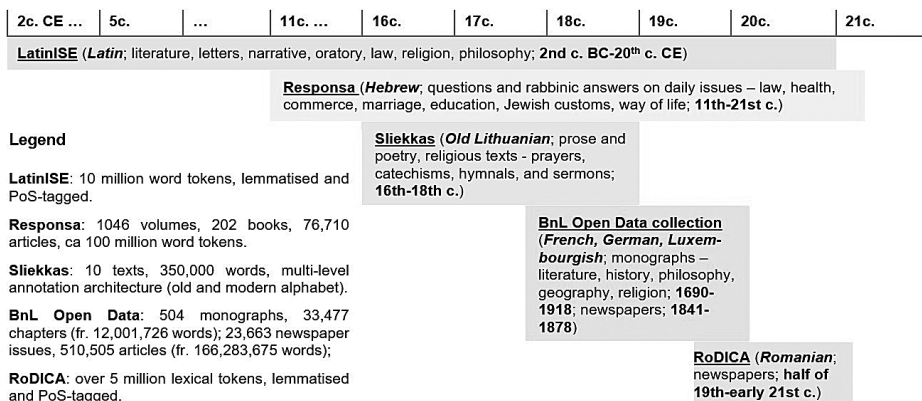 2c. CE ... 5c. ... 11c. ... 16c. 17c. 18c. 19c. 20c. 21c.
LatinISE (Latin; literature, letters, narrative, oratory, law, religion, philosophy; 2nd c. BC-20th c. CE)
Responsa (Hebrew; questions and rabbinic answers on daily issues – law, health,
commerce, marriage, education, Jewish customs, way of life; 11th-21st c.)
Sliekkas (Old Lithuanian; prose and
poetry, religious texts - prayers,
catechisms, hymnals, and sermons;
16th-18th c.)
BnL Open Data collection
(French, German, Luxem-
bourgish; monographs –
literature, history, philosophy,
geography, religion; 1690-
1918; newspapers; 1841-
1878)
RoDICA (Romanian;
newspapers; half of
19th-early 21st c.)
Legend
LatinISE: 10 million word tokens, lemmatised and
PoS-tagged.
Responsa: 1046 volumes, 202 books, 76,710
articles, ca 100 million word tokens.
Sliekkas: 10 texts, 350,000 words, multi-level
annotation architecture (old and modern alphabet).
BnL Open Data: 504 monographs, 33,477
chapters (fr. 12,001,726 words); 23,663 newspaper
issues, 510,505 articles (fr. 166,283,675 words);
RoDICA: over 5 million lexical tokens, lemmatised
and PoS-tagged.